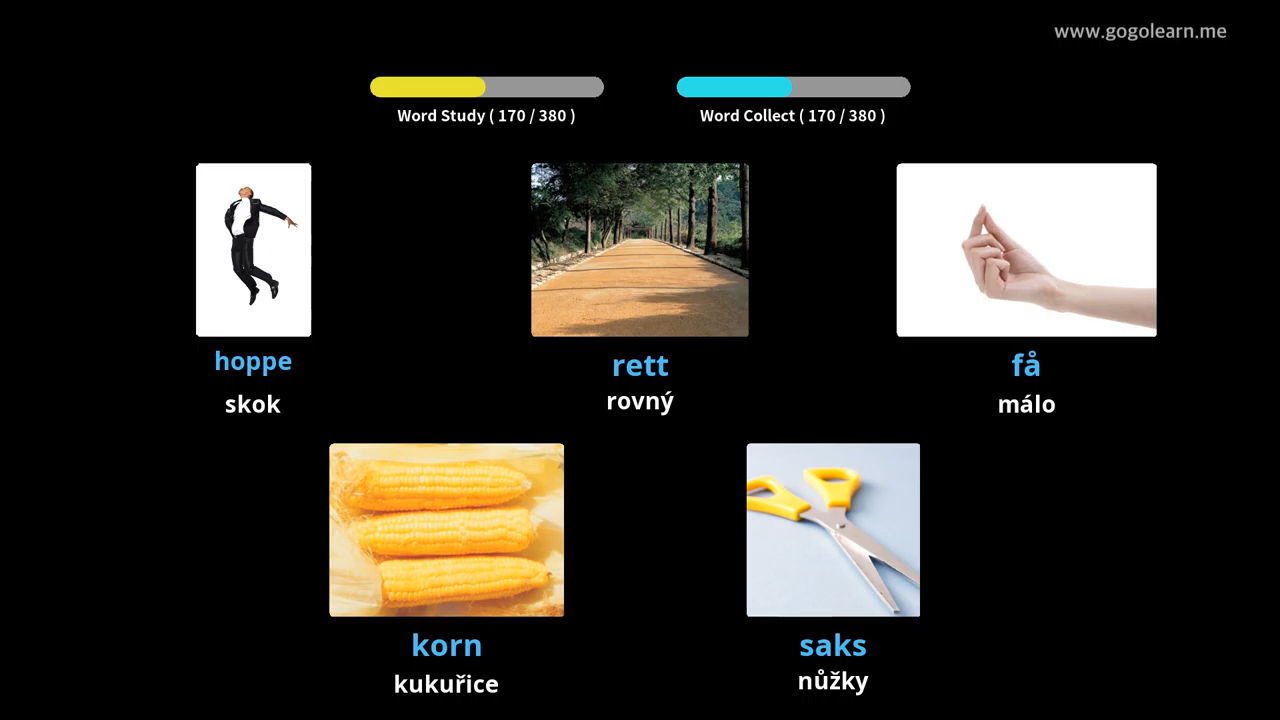 www.gogolearn.me
Word Study ( 170 / 380 )
Word Collect ( 170 / 380 )
hoppe
skok
rett
rovný
få
málo
korn
kukuřice
saks
nůžky